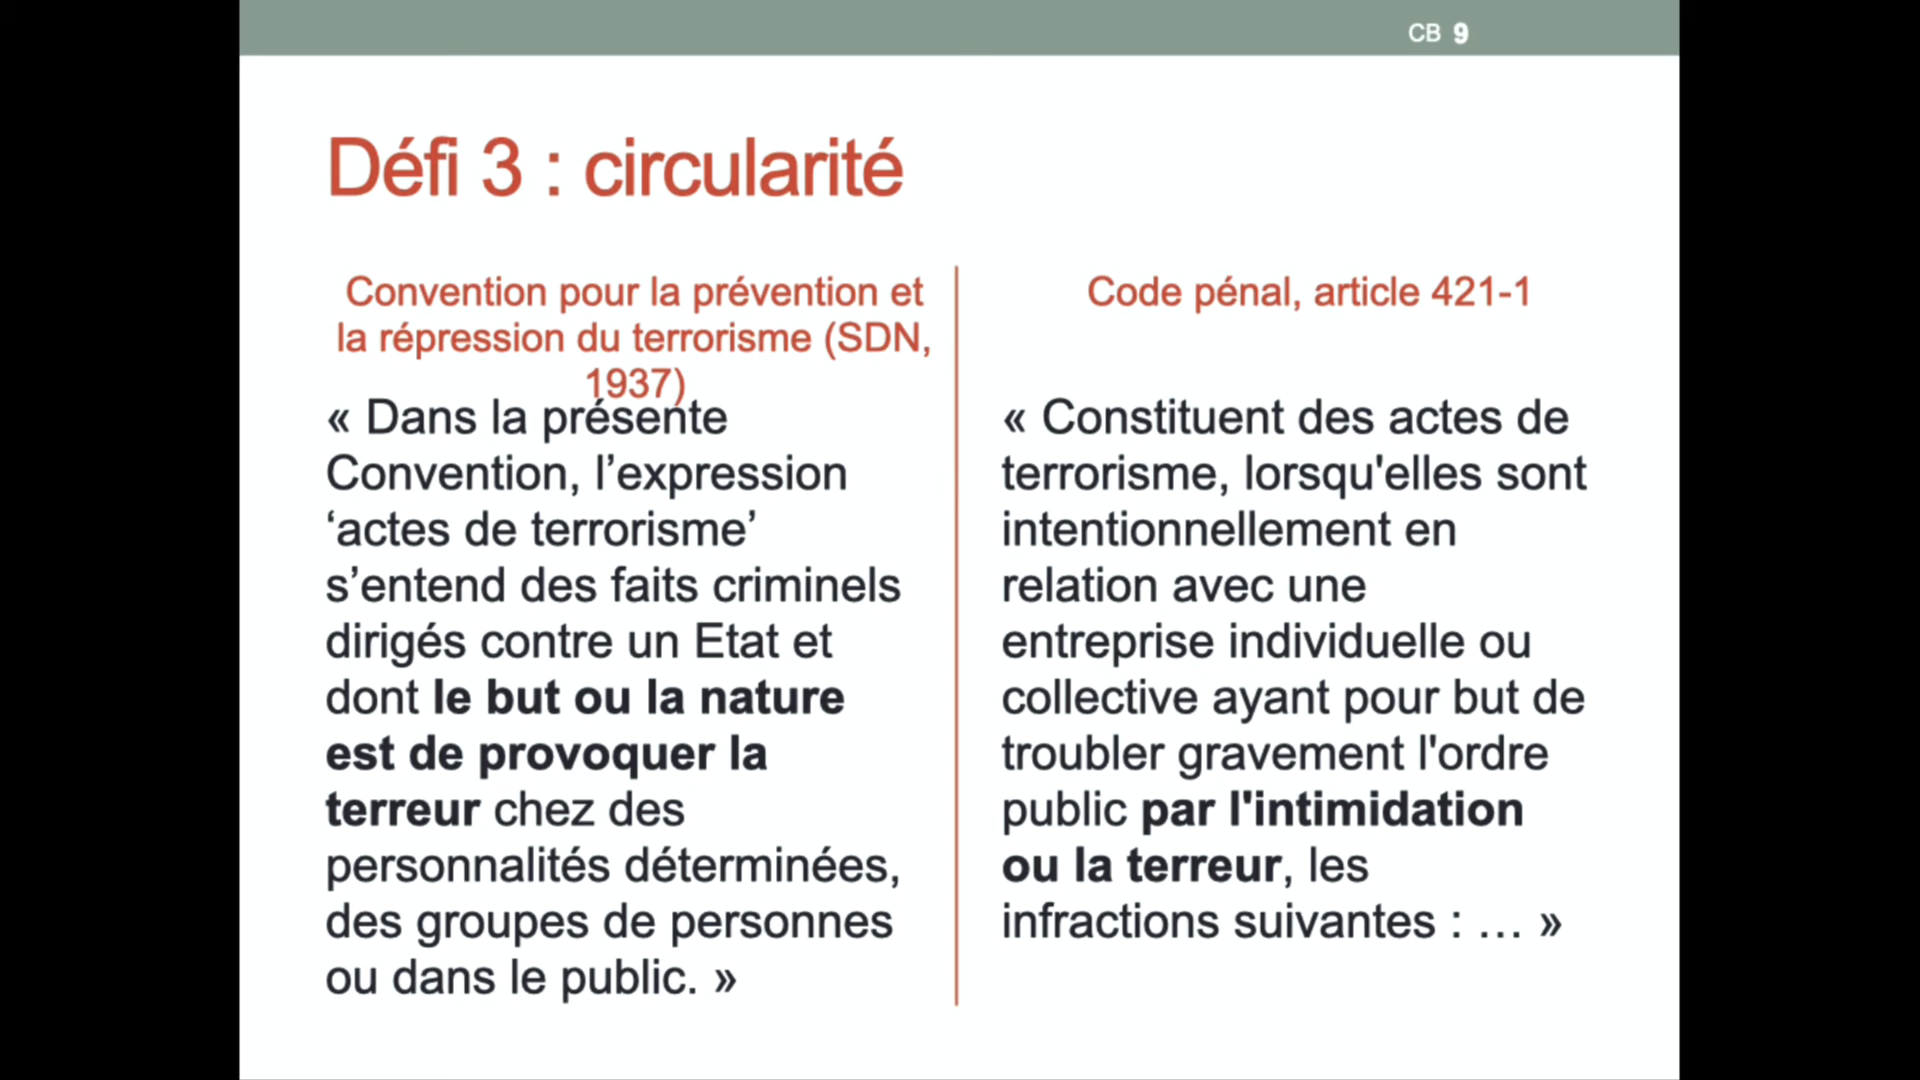 CB 9
Défi 3 : circularité
Convention pour la prévention et
la répression du terrorisme (SDN,
1937)
« Dans la présente
Convention, l’expression
‘actes de terrorisme’
s’entend des faits criminels
dirigés contre un Etat et
dont le but ou la nature
est de provoquer la
terreur chez des
personnalités déterminées,
des groupes de personnes
ou dans le public. »
Code pénal, article 421-1
« Constituent des actes de
terrorisme, lorsqu'elles sont
intentionnellement en
relation avec une
entreprise individuelle ou
collective ayant pour but de
troubler gravement l'ordre
public par l'intimidation
ou la terreur, les
infractions suivantes : … »